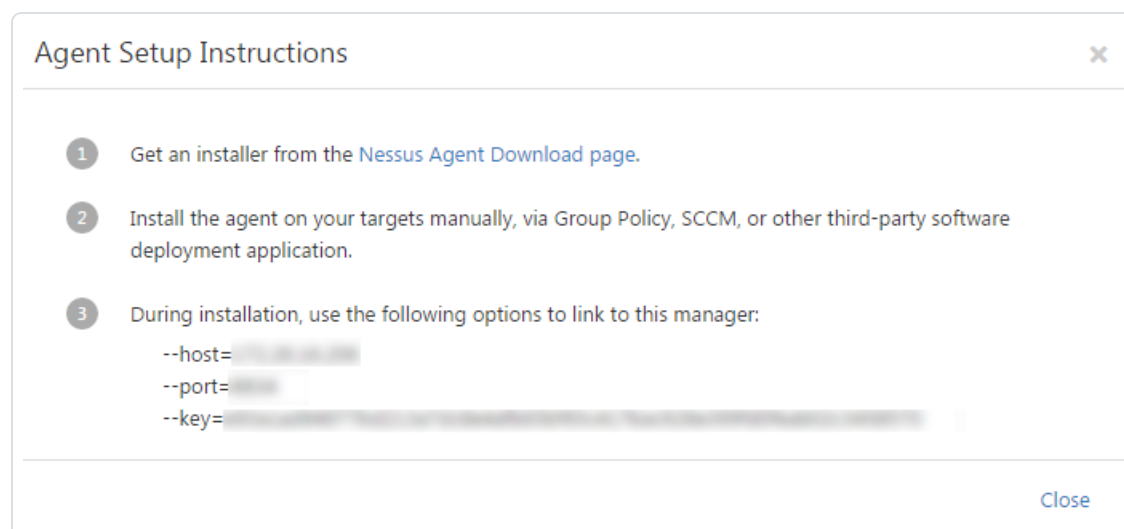 Agent Setup Instructions
×
1
Get an installer from the Nessus Agent Download page.
2
Install the agent on your targets manually, via Group Policy, SCCM, or other third-party software
deployment application.
3
During installation, use the following options to link to this manager:
--host=
--port=
--key=
Close